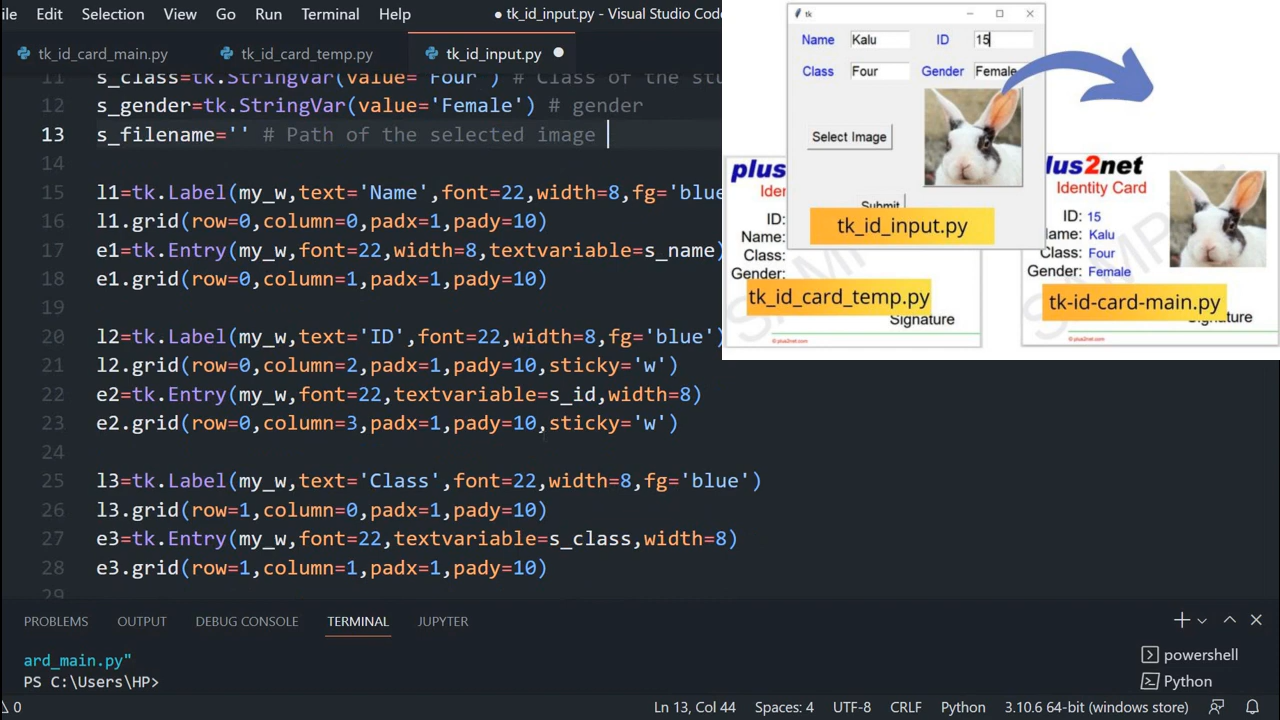 ile Edit Selection View Go Run Terminal Help
● tk_id_input.py - Visual Studio Code
tk_id_card_main.py tk_id_card_temp.py tk_id_input.py
11 s_class=tk.StringVar(value='Four') # Class of the stu
12 s_gender=tk.StringVar(value='Female') # gender
13 s_filename='' # Path of the selected image
14
15 l1=tk.Label(my_w,text='Name',font=22,width=8,fg='blue
16 l1.grid(row=0,column=0,padx=1,pady=10)
17 e1=tk.Entry(my_w,font=22,width=8,textvariable=s_name)
18 e1.grid(row=0,column=1,padx=1,pady=10)
19
20 l2=tk.Label(my_w,text='ID',font=22,width=8,fg='blue')
21 l2.grid(row=0,column=2,padx=1,pady=10,sticky='w')
22 e2=tk.Entry(my_w,font=22,textvariable=s_id,width=8)
23 e2.grid(row=0,column=3,padx=1,pady=10,sticky='w')
24
25 l3=tk.Label(my_w,text='Class',font=22,width=8,fg='blue')
26 l3.grid(row=1,column=0,padx=1,pady=10)
27 e3=tk.Entry(my_w,font=22,textvariable=s_class,width=8)
28 e3.grid(row=1,column=1,padx=1,pady=10)
29
tk
Name Kalu ID 15
Class Four Gender Female
Select Image
Submit
tk_id_input.py
plus
Iden
ID:
Name:
Class:
Gender:
tk_id_card_temp.py
Signature
© plus2net.com
plus2net
Identity Card
ID: 15
Name: Kalu
Class: Four
Gender: Female
tk-id-card-main.py
Signature
© plus2net.com
PROBLEMS OUTPUT DEBUG CONSOLE TERMINAL JUPYTER
ard_main.py"
PS C:\Users\HP>
powershell
Python
0 Ln 13, Col 44 Spaces: 4 UTF-8 CRLF Python 3.10.6 64-bit (windows store)